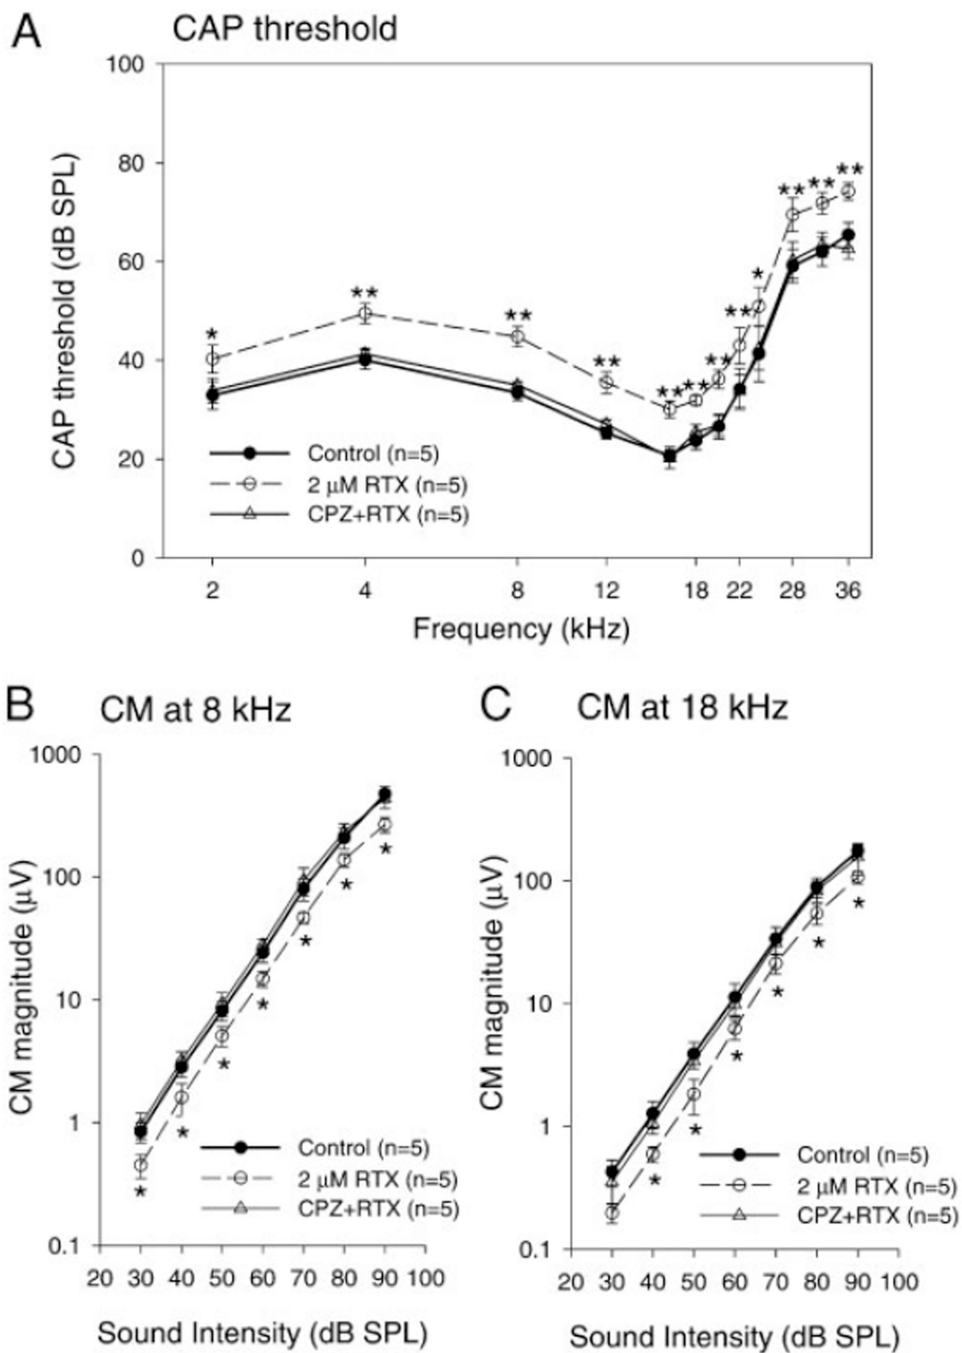 A CAP threshold
100
80
60
40
20
0
CAP threshold (dB SPL)
* ** ** ** ** ** ** ** * ** ** **
Control (n=5)
2 μM RTX (n=5)
CPZ+RTX (n=5)
2 4 8 12 18 22 28 36
Frequency (kHz)
B CM at 8 kHz
1000
100
10
1
0.1
CM magnitude (μV)
* * * * * * *
Control (n=5)
2 μM RTX (n=5)
CPZ+RTX (n=5)
20 30 40 50 60 70 80 90 100
Sound Intensity (dB SPL)
C CM at 18 kHz
1000
100
10
1
0.1
CM magnitude (μV)
* * * * * *
Control (n=5)
2 μM RTX (n=5)
CPZ+RTX (n=5)
20 30 40 50 60 70 80 90 100
Sound Intensity (dB SPL)